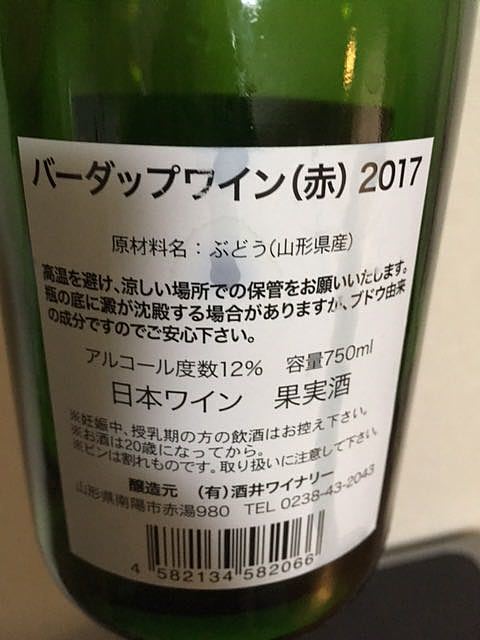 バーダップワイン(赤) 2017
原材料名：ぶどう(山形県産)
高温を避け、涼しい場所での保管をお願いいたします。
瓶の底に澱が沈殿する場合がありますが、ブドウ由来
の成分ですのでご安心下さい。
アルコール度数12% 容量750ml
日本ワイン 果実酒
※妊娠中、授乳期の方の飲酒はお控え下さい。
※お酒は20歳になってから。
※ビンは割れものです。取り扱いに注意して下さい。
醸造元 (有)酒井ワイナリー
山形県南陽市赤湯980 TEL 0238-43-2043
4 582134 582066